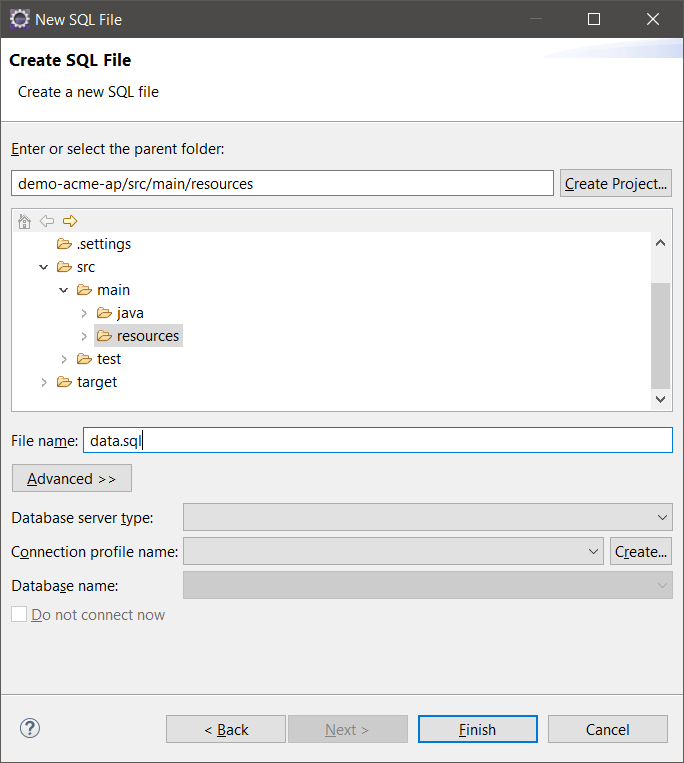 New SQL File
Create SQL File
Create a new SQL file
Enter or select the parent folder:
demo-acme-ap/src/main/resources
Create Project...
.settings
src
main
java
resources
test
target
File name: data.sql
Advanced >>
Database server type:
Connection profile name: Create...
Database name:
Do not connect now
? < Back Next > Finish Cancel